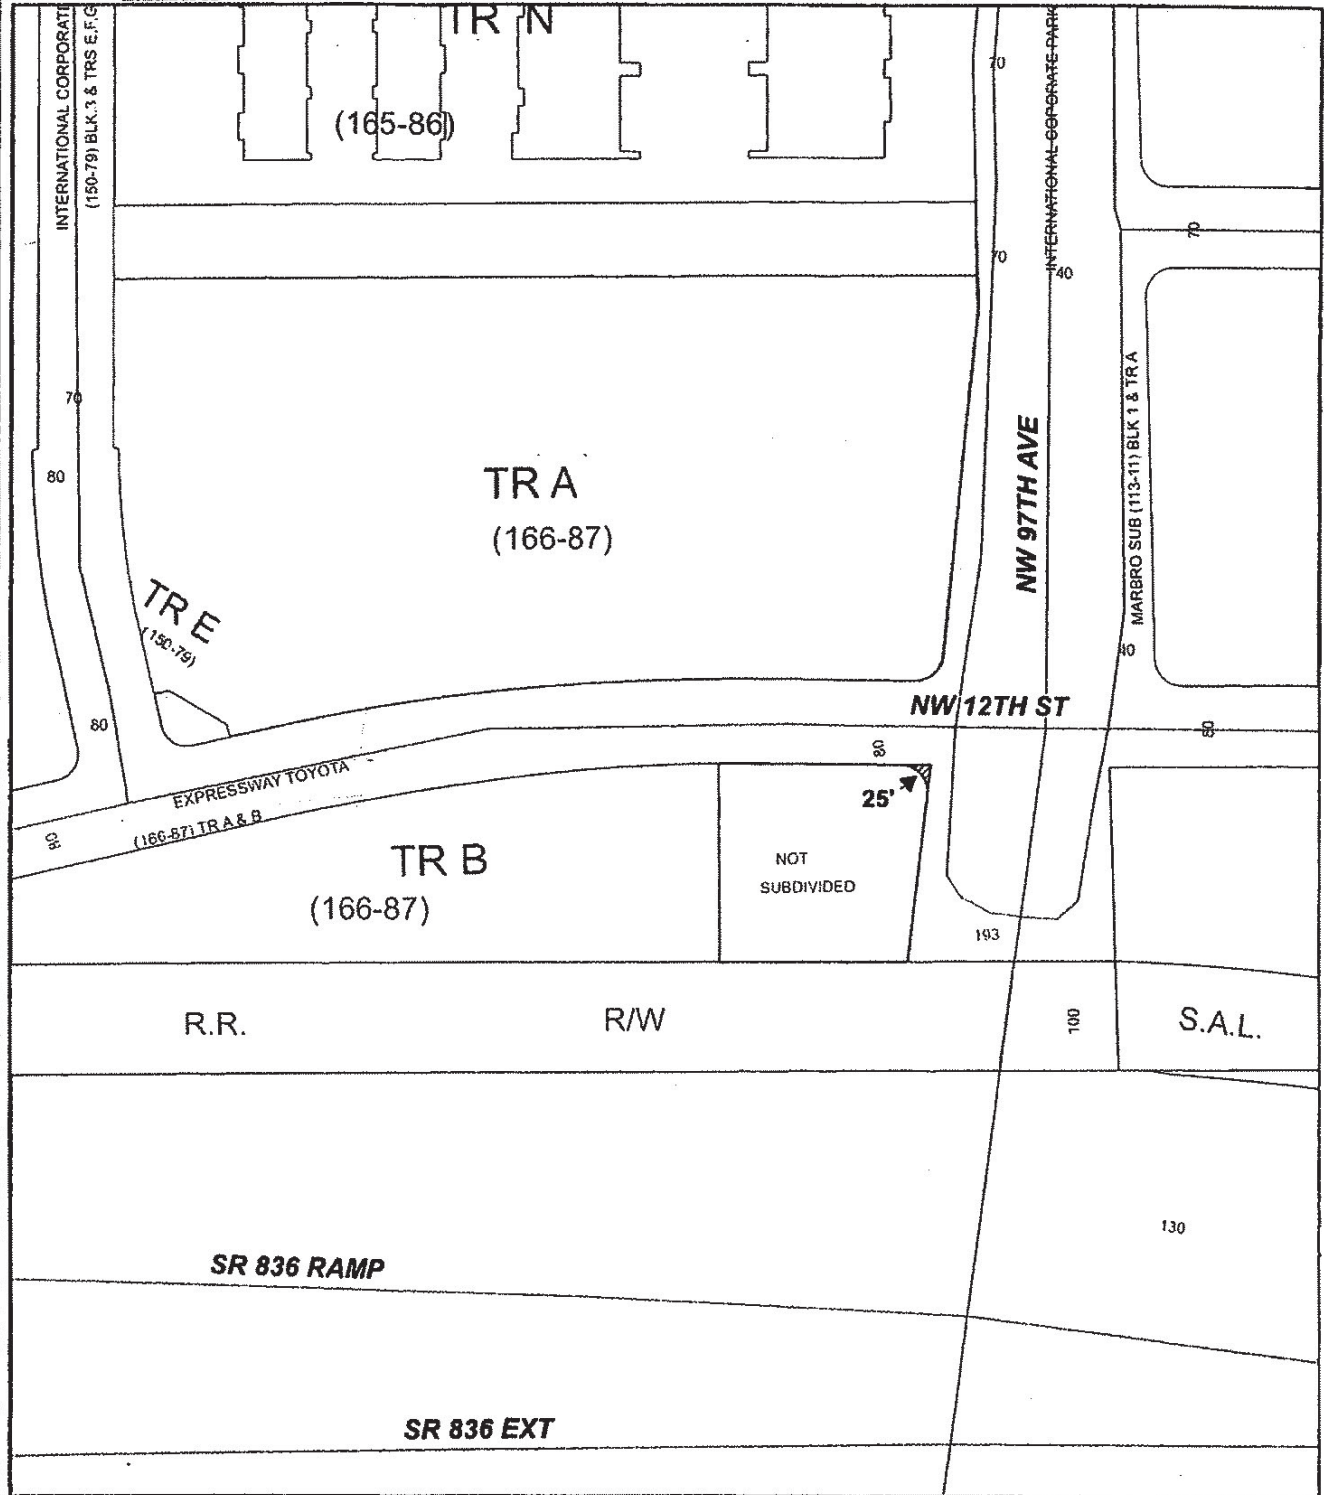 TR N
INTERNATIONAL CORPORATE
(150-79) BLK.3 & TRS E,F,G
(165-86)
70
INTERNATIONAL COPORATE PARK
70
70
40
70
80
TR A
(166-87)
NW 97TH AVE
MARBRO SUB (113-11) BLK 1 & TR A
TR E
(150-79)
40
80
NW 12TH ST
80
80
EXPRESSWAY TOYOTA
(166-87) TR A & B
80
25'
TR B
(166-87)
NOT
SUBDIVIDED
193
R.R.
R/W
100
S.A.L.
130
SR 836 RAMP
SR 836 EXT